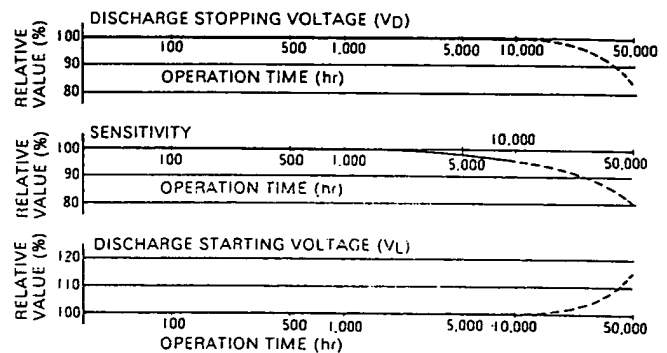 DISCHARGE STOPPING VOLTAGE (VD)
RELATIVE VALUE (%)
100
90
80
100 500 1,000 5,000 10,000 50,000
OPERATION TIME (hr)
SENSITIVITY
RELATIVE VALUE (%)
100
90
80
100 500 1,000 5,000 10,000 50,000
OPERATION TIME (hr)
DISCHARGE STARTING VOLTAGE (VL)
RELATIVE VALUE (%)
120
110
100
100 500 1,000 5,000 10,000 50,000
OPERATION TIME (hr)